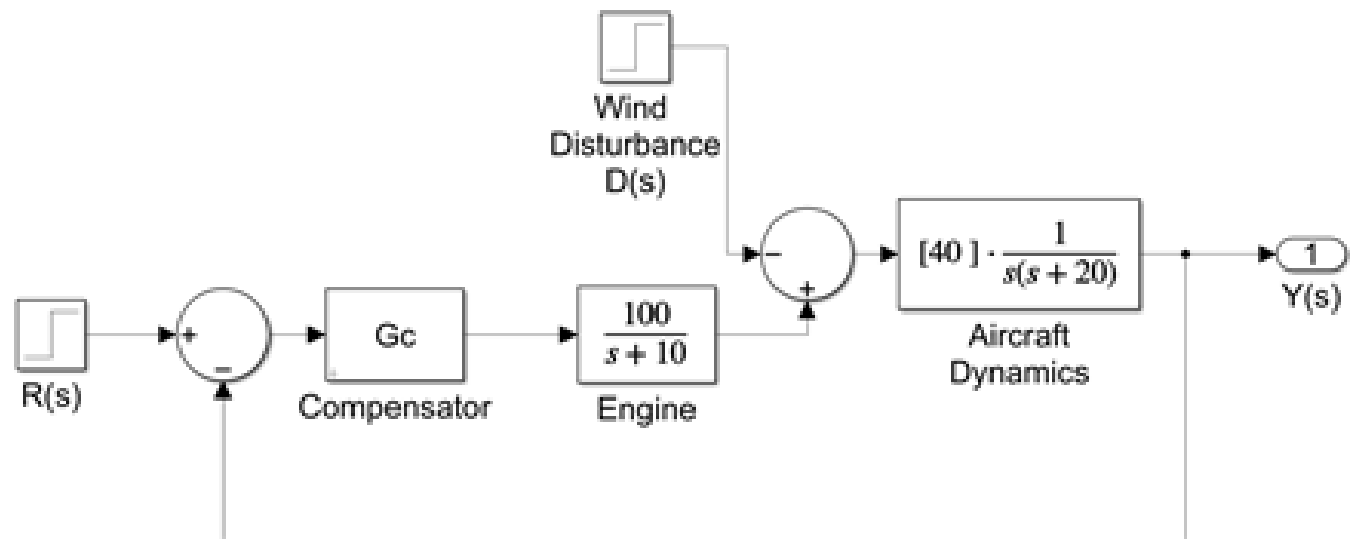 Wind
Disturbance
D(s)
−
+
[40 ] · 1/(s(s + 20))
1
Y(s)
Aircraft
Dynamics
+
−
R(s)
Gc
Compensator
100/(s + 10)
Engine